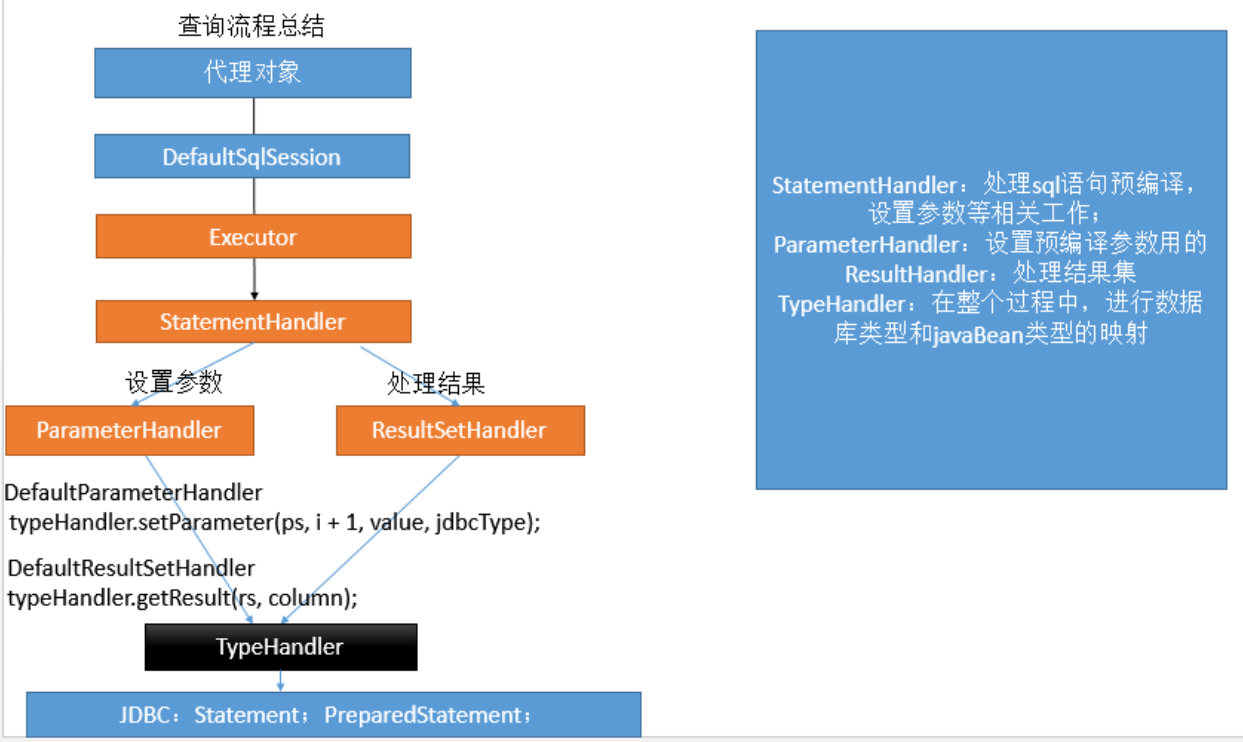 查询流程总结
代理对象
DefaultSqlSession
Executor
StatementHandler
设置参数
处理结果
ParameterHandler
ResultSetHandler
DefaultParameterHandler
typeHandler.setParameter(ps, i + 1, value, jdbcType);
DefaultResultSetHandler
typeHandler.getResult(rs, column);
TypeHandler
JDBC：Statement；PreparedStatement；
StatementHandler：处理sql语句预编译，
设置参数等相关工作；
ParameterHandler：设置预编译参数用的
ResultHandler：处理结果集
TypeHandler：在整个过程中，进行数据
库类型和javaBean类型的映射